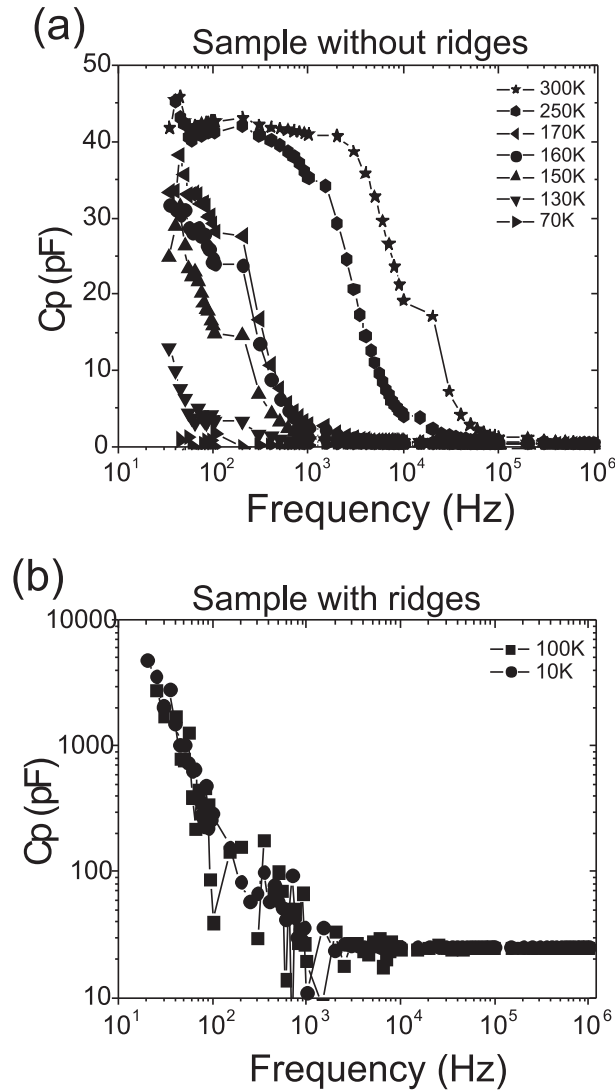 (a)
Sample without ridges
50
40
30
20
10
0
Cp (pF)
300K
250K
170K
160K
150K
130K
70K
10¹ 10² 10³ 10⁴ 10⁵ 10⁶
Frequency (Hz)
(b)
Sample with ridges
10000
1000
100
10
Cp (pF)
100K
10K
10¹ 10² 10³ 10⁴ 10⁵ 10⁶
Frequency (Hz)